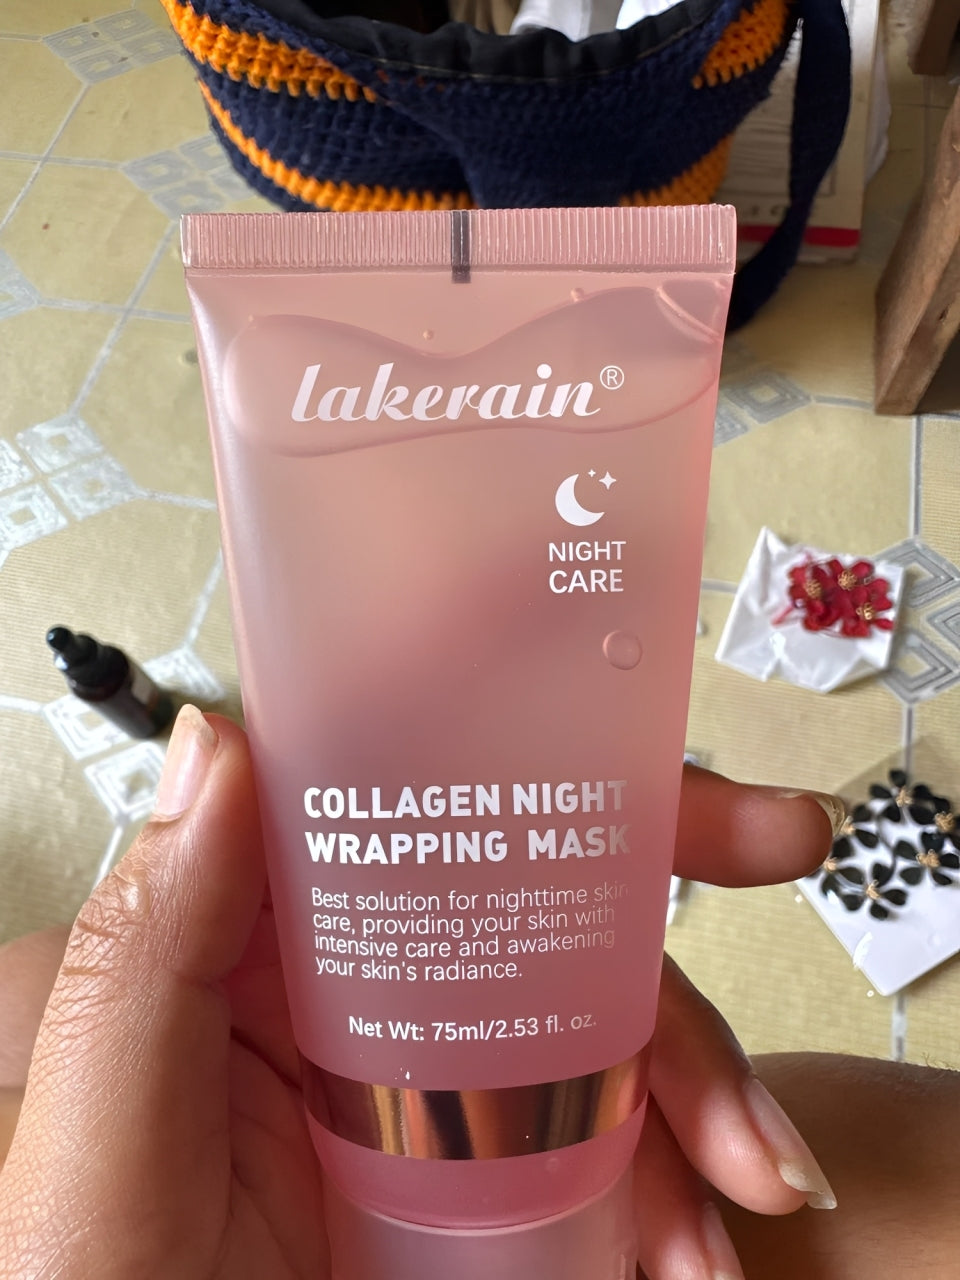 lakerain®
NIGHT
CARE
COLLAGEN NIGHT
WRAPPING MASK
Best solution for nighttime skin
care, providing your skin with
intensive care and awakening
your skin's radiance.
Net Wt: 75ml/2.53 fl. oz.